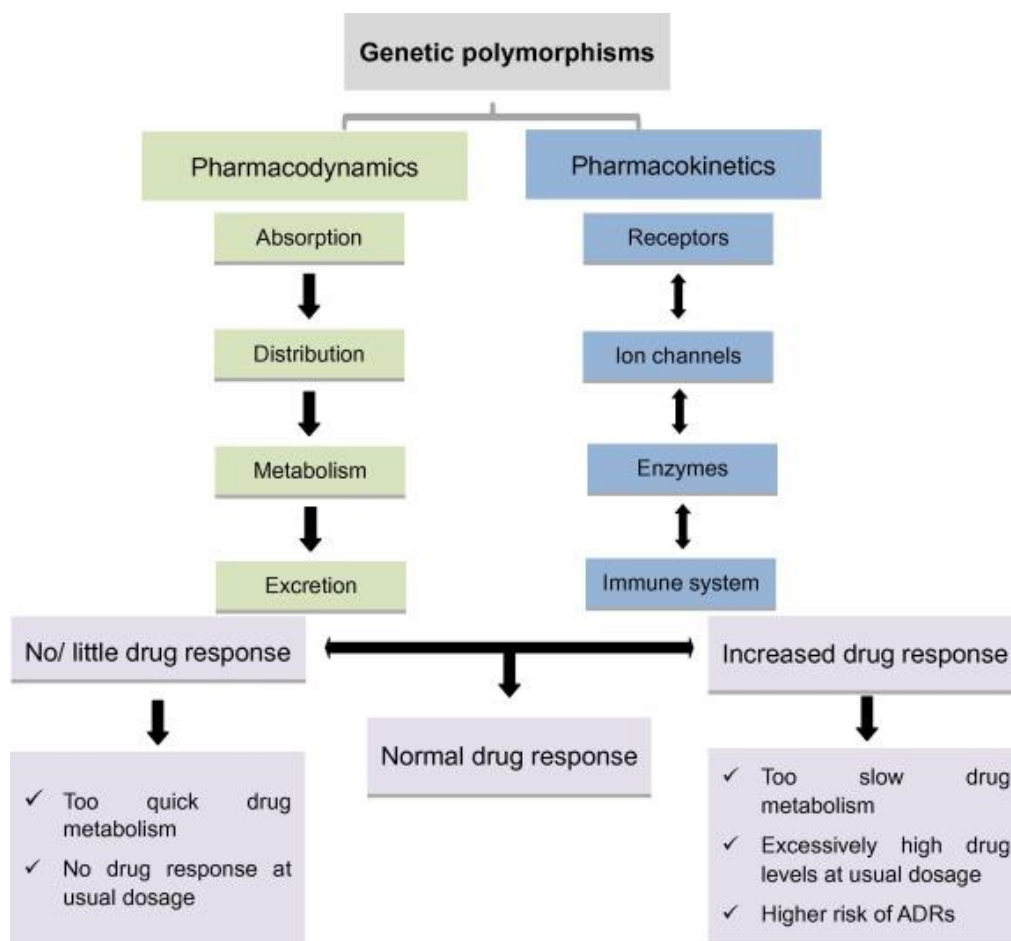 Genetic polymorphisms
Pharmacodynamics
Pharmacokinetics
Absorption
Receptors
Distribution
Ion channels
Metabolism
Enzymes
Excretion
Immune system
No/ little drug response
Increased drug response
Normal drug response
✓ Too quick drug
metabolism
✓ No drug response at
usual dosage
✓ Too slow drug
metabolism
✓ Excessively high drug
levels at usual dosage
✓ Higher risk of ADRs